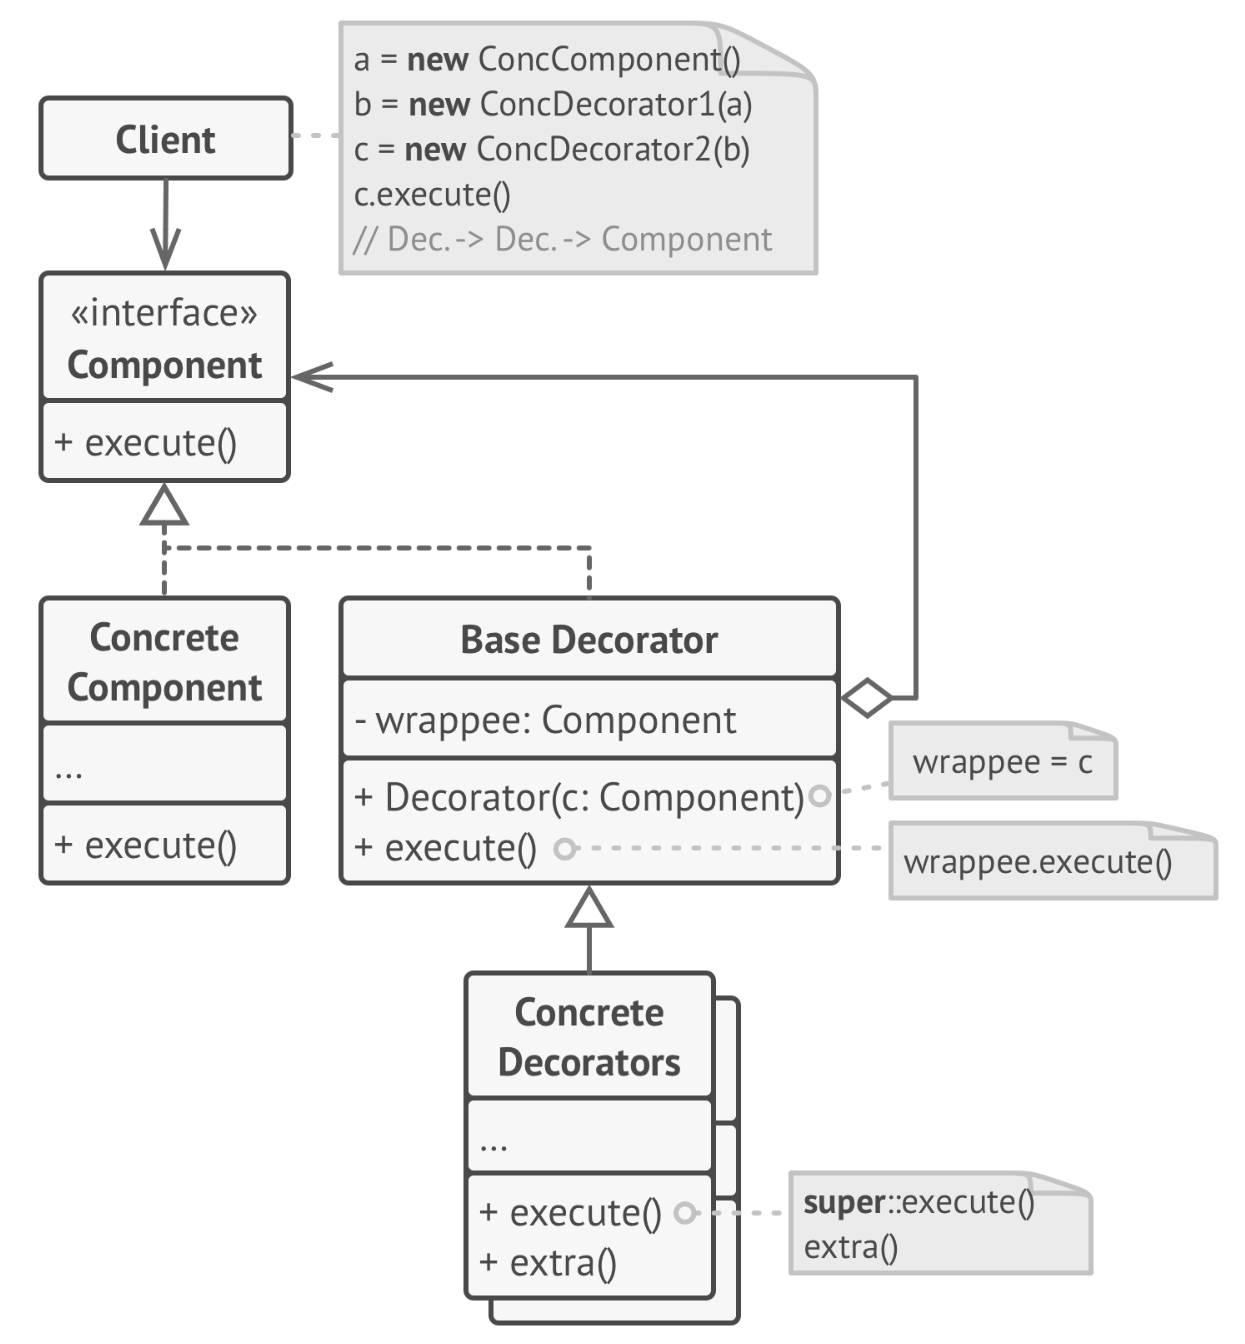 a = new ConcComponent()
b = new ConcDecorator1(a)
c = new ConcDecorator2(b)
c.execute()
// Dec. -> Dec. -> Component
Client
«interface»
Component
+ execute()
Concrete
Component
...
+ execute()
Base Decorator
- wrappee: Component
+ Decorator(c: Component)
+ execute()
wrappee = c
wrappee.execute()
Concrete
Decorators
...
+ execute()
+ extra()
super::execute()
extra()